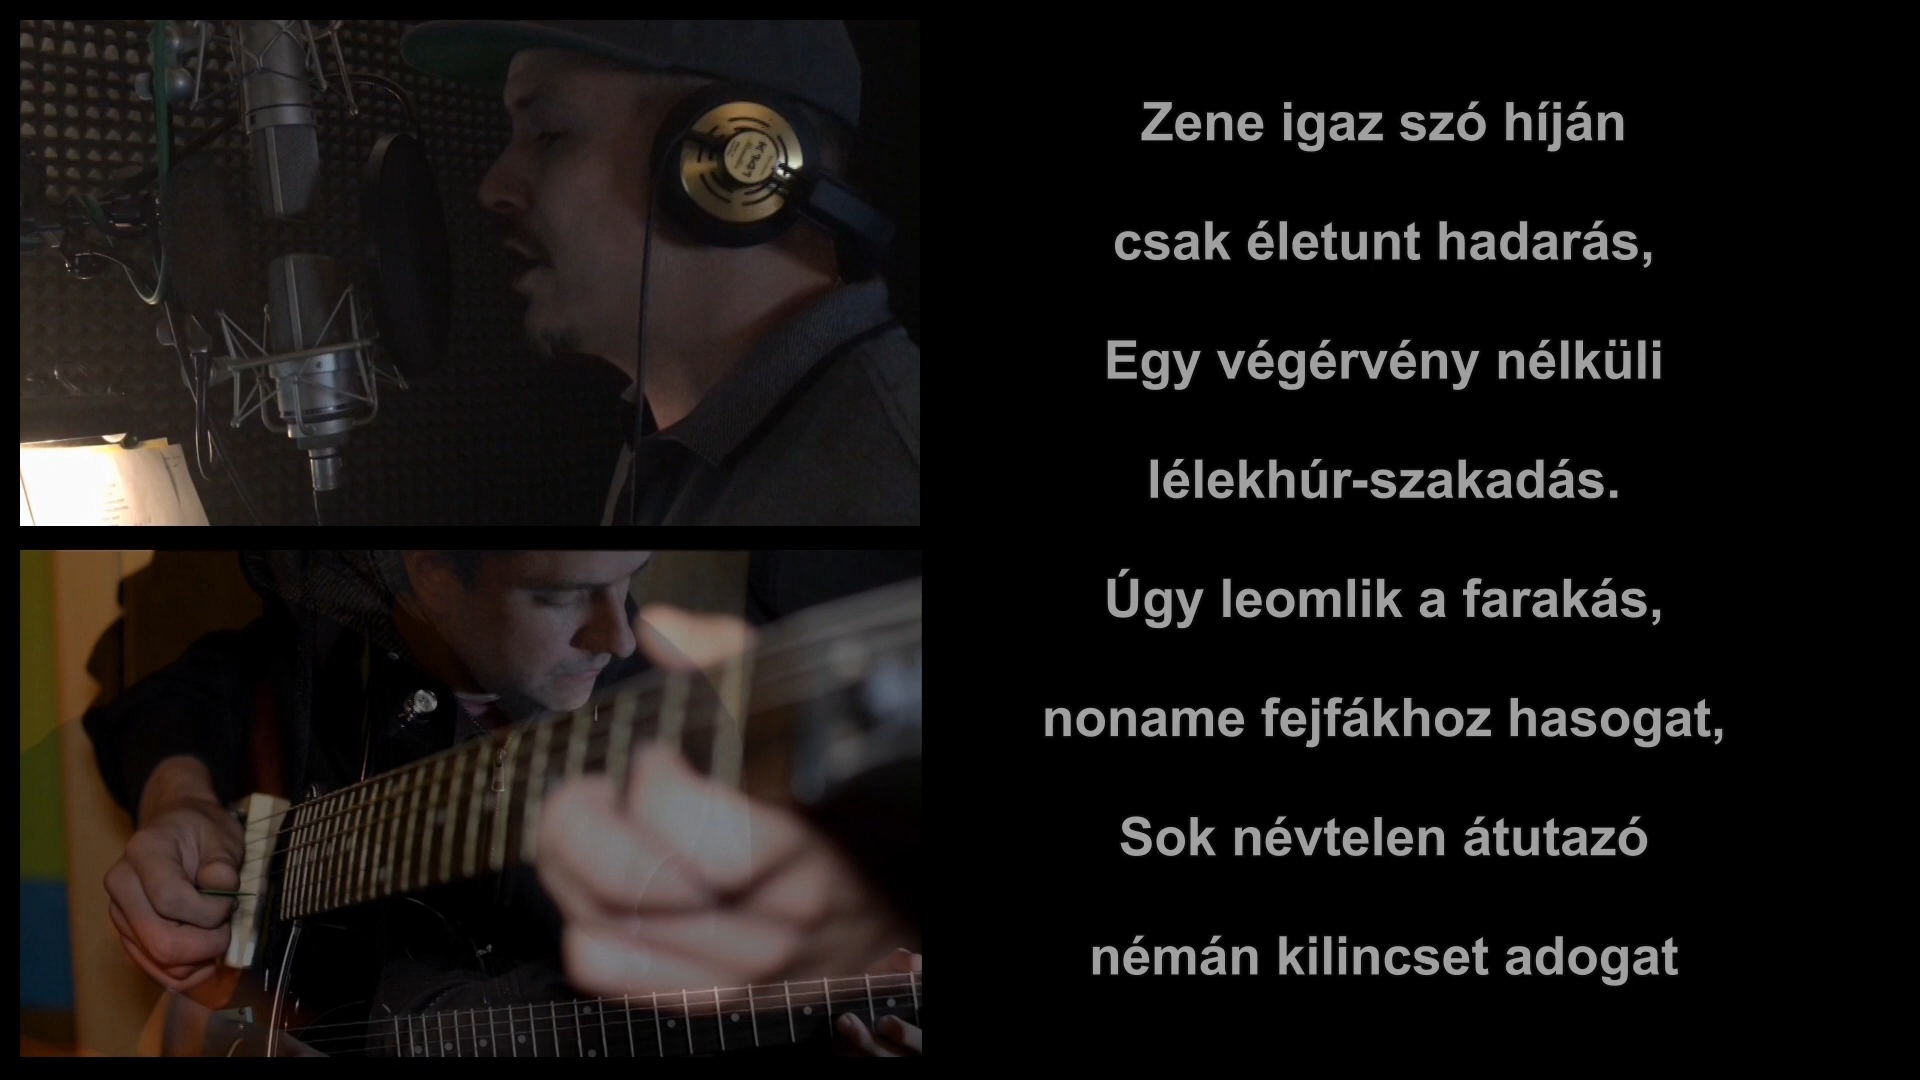 Zene igaz szó híján
csak életunt hadarás,
Egy végérvény nélküli
lélekhúr-szakadás.
Úgy leomlik a farakás,
noname fejfákhoz hasogat,
Sok névtelen átutazó
némán kilincset adogat